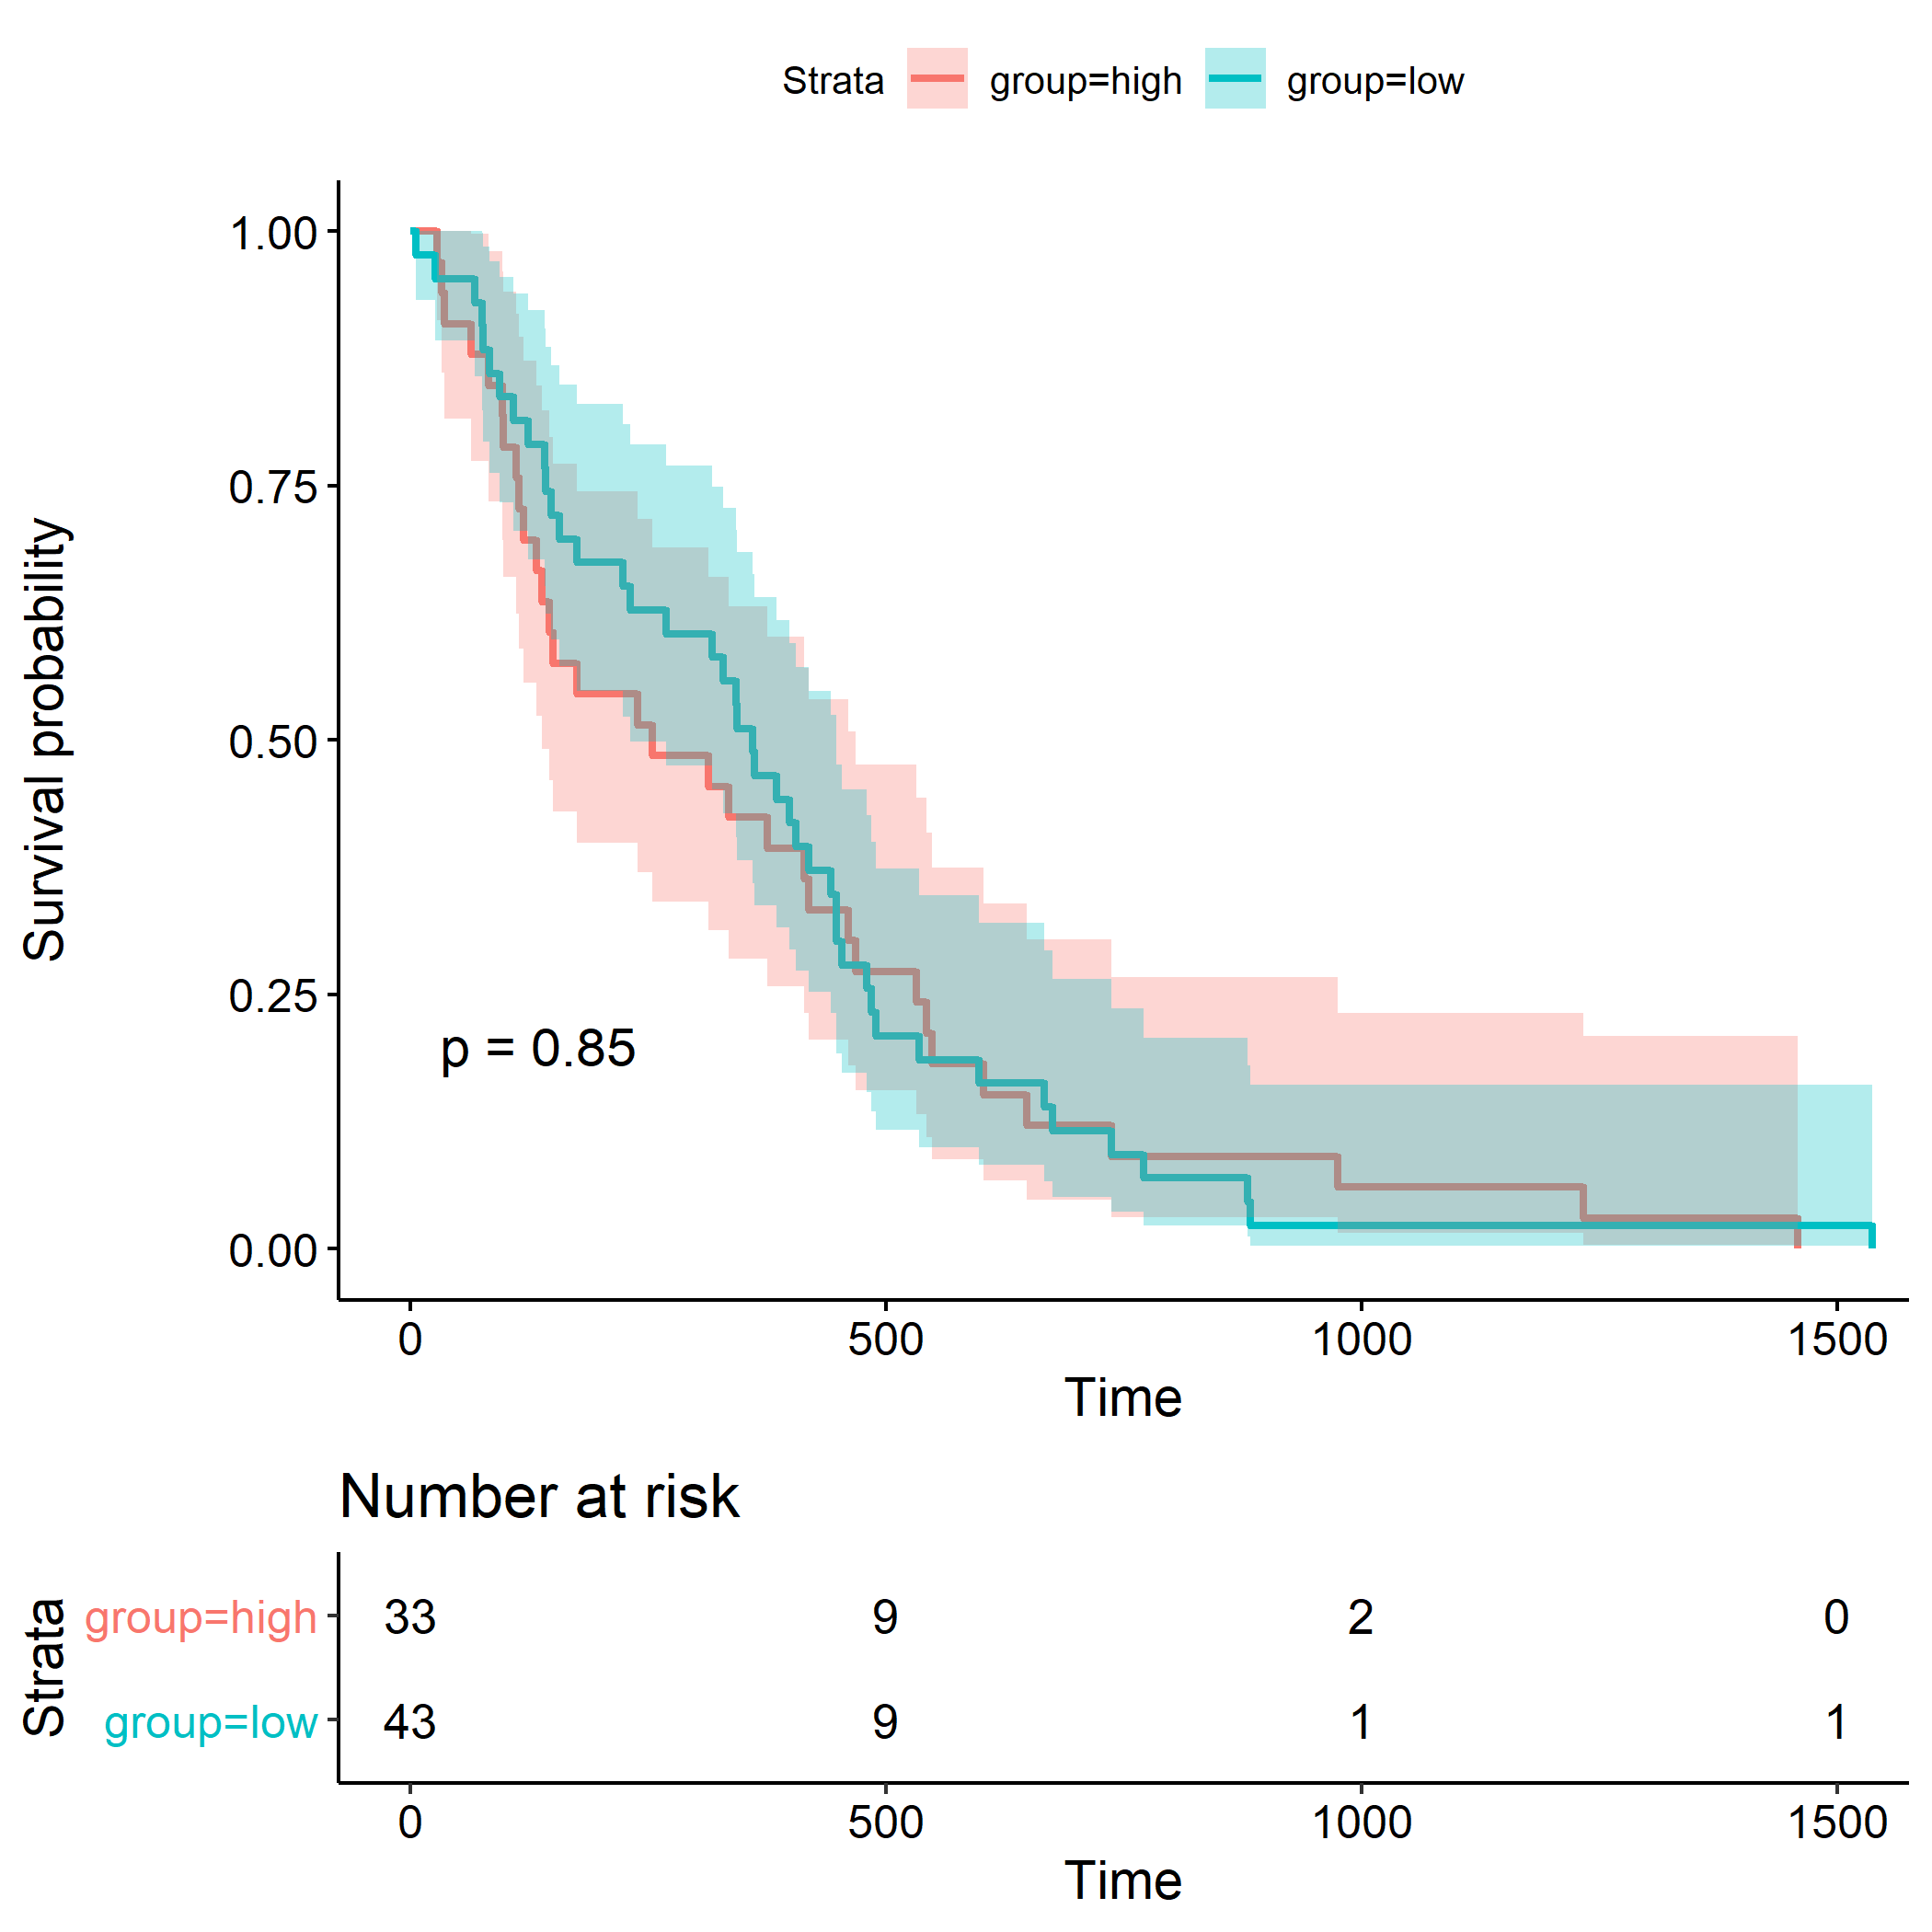 Strata group=high group=low
1.00
0.75
0.50
0.25
0.00
Survival probability
p = 0.85
0 500 1000 1500
Time
Number at risk
Strata
group=high 33 9 2 0
group=low 43 9 1 1
0 500 1000 1500
Time